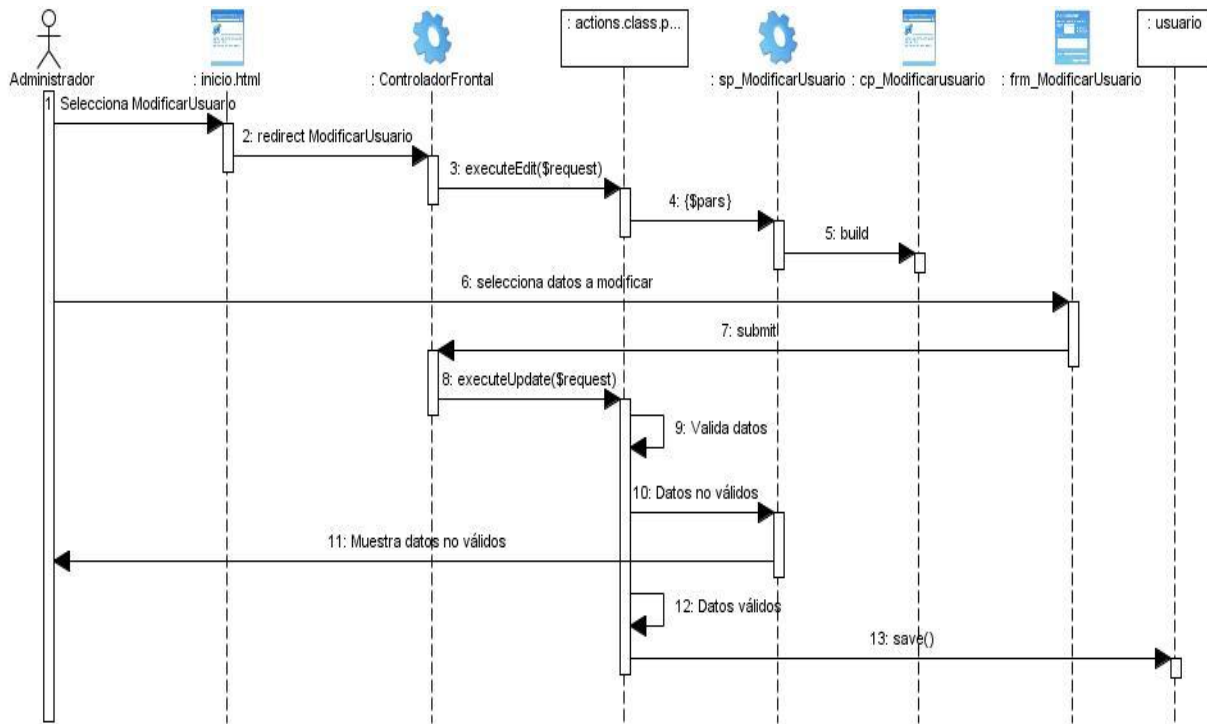 : actions.class.p...
: usuario
Administrador
: inicio.html
: ControladorFrontal
: sp_ModificarUsuario
: cp_Modificarusuario
: frm_ModificarUsuario
1 Selecciona ModificarUsuario
2: redirect ModificarUsuario
3: executeEdit($request)
4: {$pars}
5: build
6: selecciona datos a modificar
7: submit
8: executeUpdate($request)
9: Valida datos
10: Datos no válidos
11: Muestra datos no válidos
12: Datos válidos
13: save()